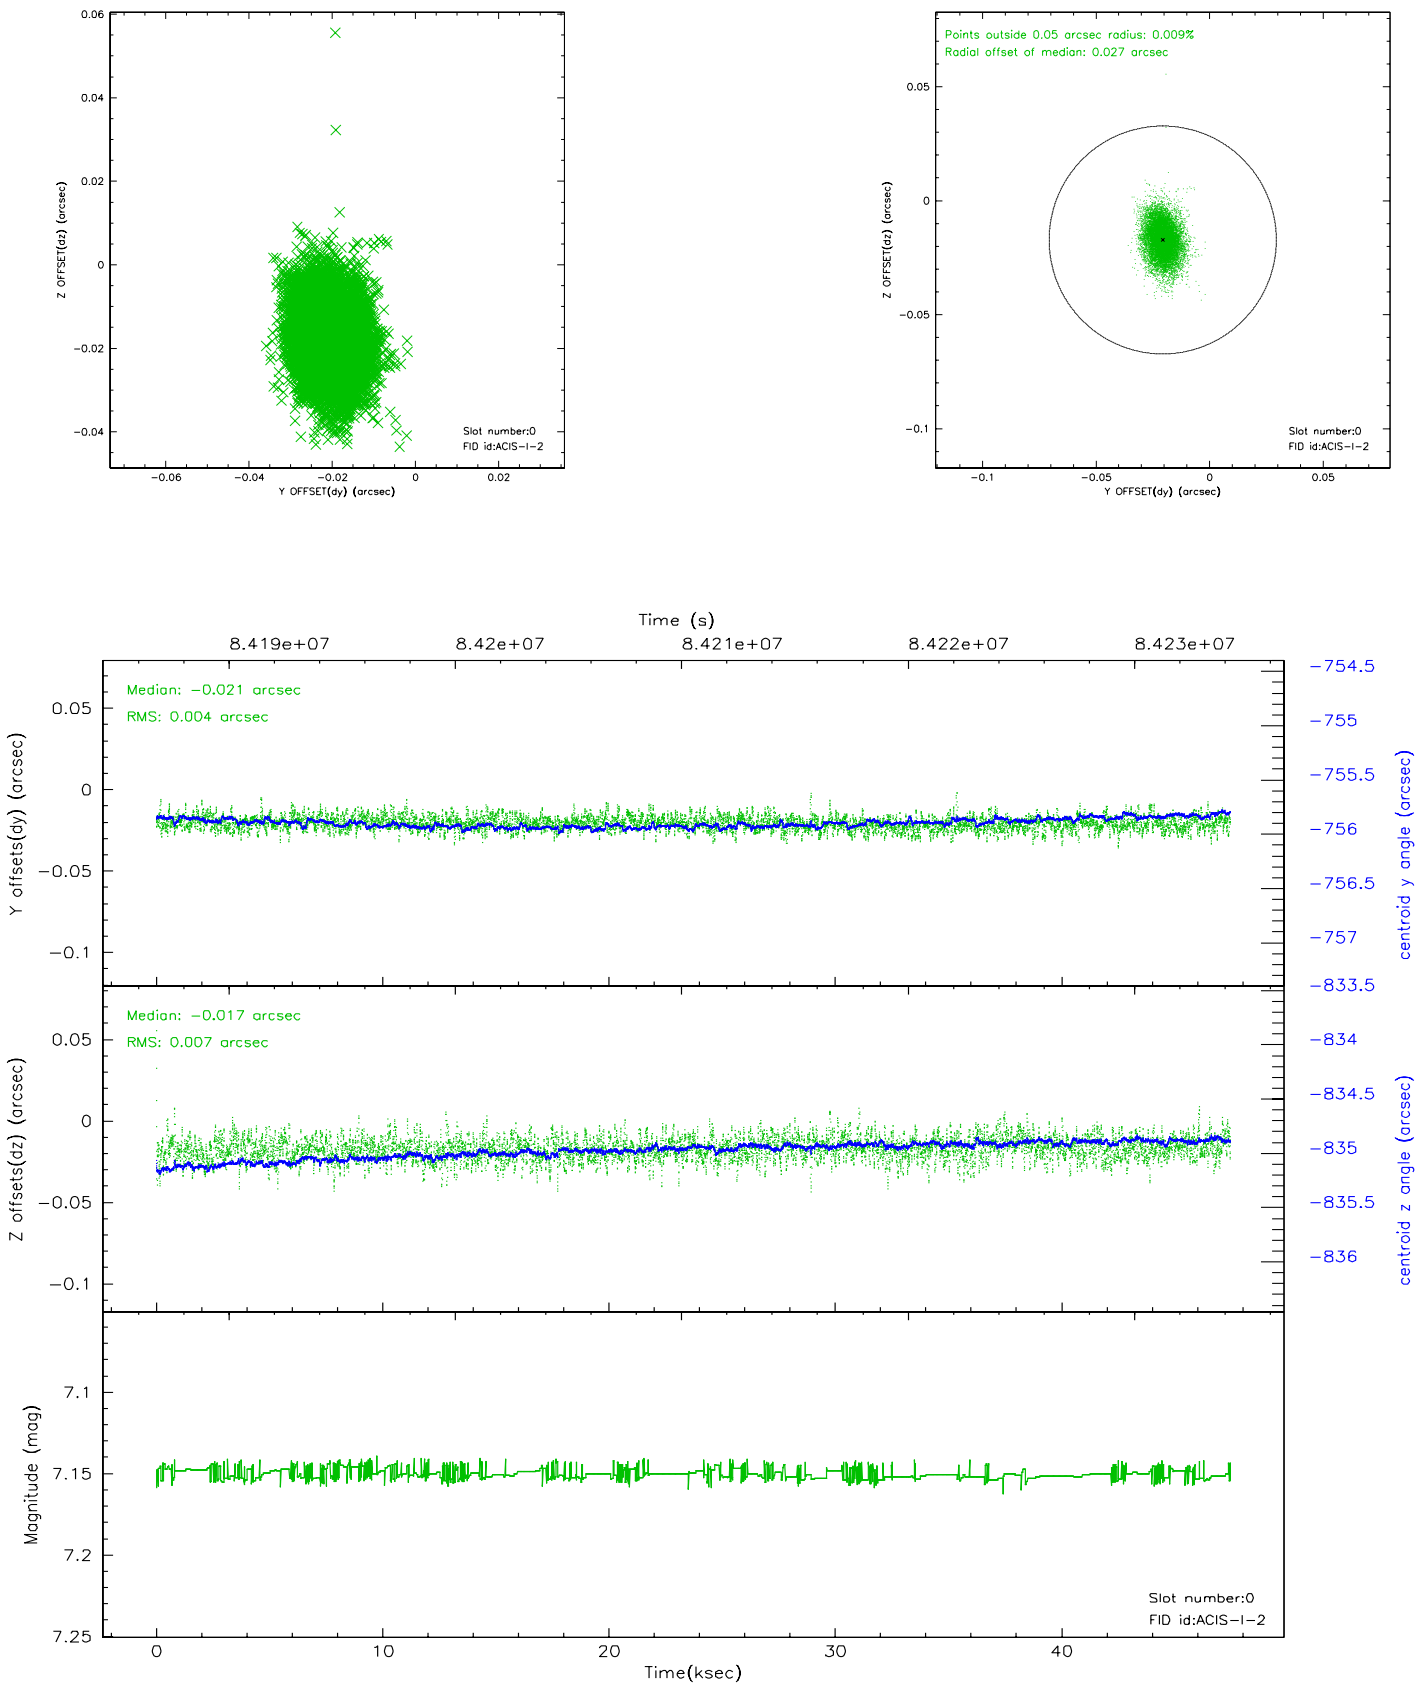 0.06
0.04
0.02
0
-0.02
-0.04
Z OFFSET(dz) (arcsec)
Slot number:0
FID id:ACIS-I-2
-0.06
-0.04
-0.02
0
0.02
Y OFFSET(dy) (arcsec)
Points outside 0.05 arcsec radius: 0.009%
Radial offset of median: 0.027 arcsec
0.05
0
-0.05
-0.1
Z OFFSET(dz) (arcsec)
Slot number:0
FID id:ACIS-I-2
-0.1
-0.05
0
0.05
Y OFFSET(dy) (arcsec)
Time (s)
8.419e+07
8.42e+07
8.421e+07
8.422e+07
8.423e+07
Median: -0.021 arcsec
RMS: 0.004 arcsec
0.05
0
-0.05
-0.1
Y offsets(dy) (arcsec)
-754.5
-755
-755.5
-756
-756.5
-757
centroid y angle (arcsec)
-833.5
Median: -0.017 arcsec
RMS: 0.007 arcsec
0.05
0
-0.05
-0.1
Z offsets(dz) (arcsec)
-834
-834.5
-835
-835.5
-836
centroid z angle (arcsec)
7.1
7.15
7.2
7.25
Magnitude (mag)
Slot number:0
FID id:ACIS-I-2
0
10
20
30
40
Time(ksec)